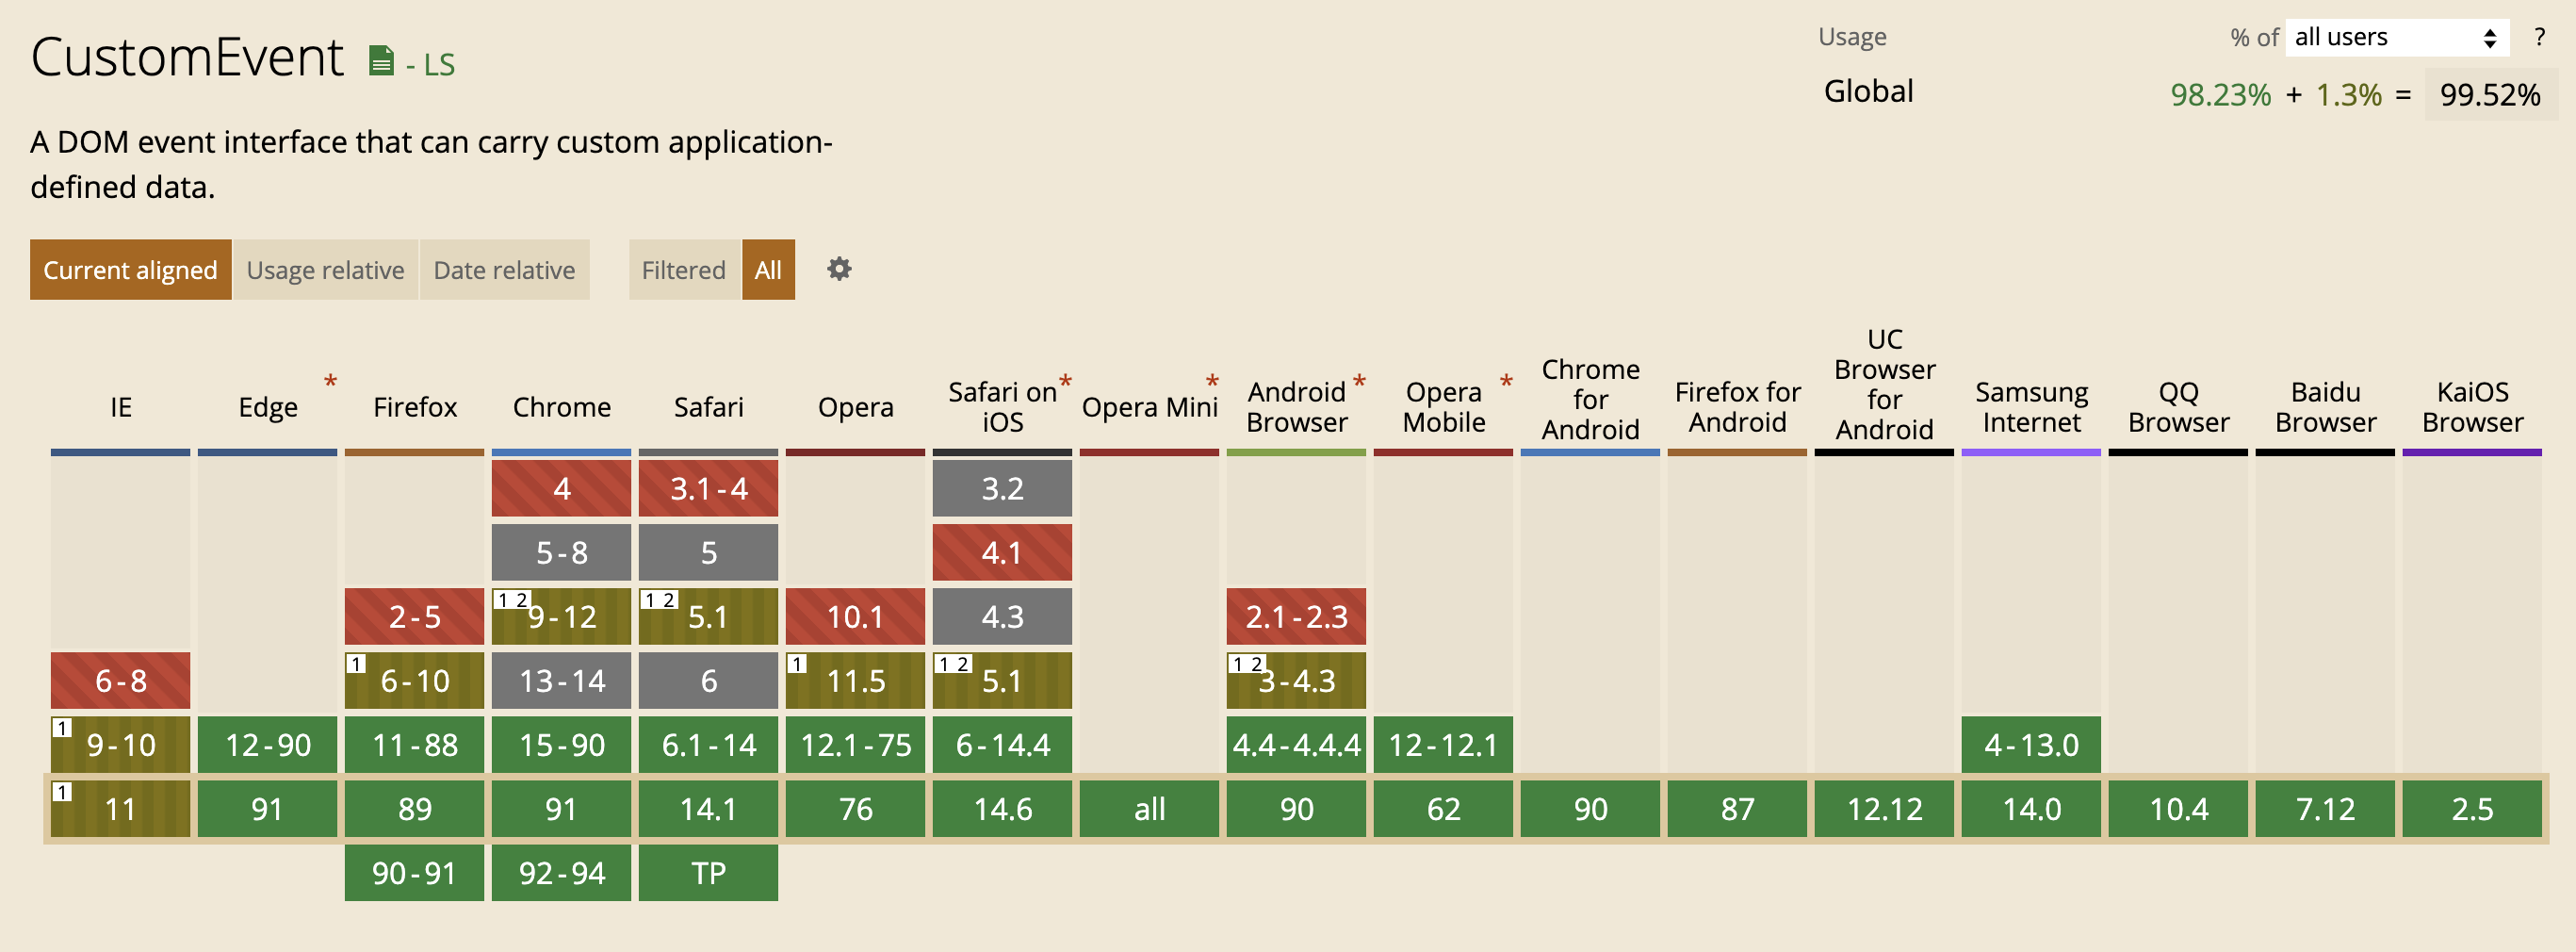 CustomEvent - LS
Usage % of all users ?
Global 98.23% + 1.3% = 99.52%
A DOM event interface that can carry custom application-
defined data.
Current aligned Usage relative Date relative Filtered All
IE
Edge *
Firefox
Chrome
Safari
Opera
Safari on *
iOS
Opera Mini *
Android *
Browser
Opera *
Mobile
Chrome
for
Android
Firefox for
Android
UC
Browser
for
Android
Samsung
Internet
QQ
Browser
Baidu
Browser
KaiOS
Browser
4 3.1-4 3.2
5-8 5 4.1
2-5 1 2 9-12 1 2 5.1 10.1 4.3 2.1-2.3
6-8 1 6-10 13-14 6 1 11.5 1 2 5.1 1 2 3-4.3
1 9-10 12-90 11-88 15-90 6.1-14 12.1-75 6-14.4 4.4-4.4.4 12-12.1 4-13.0
1 11 91 89 91 14.1 76 14.6 all 90 62 90 87 12.12 14.0 10.4 7.12 2.5
90-91 92-94 TP